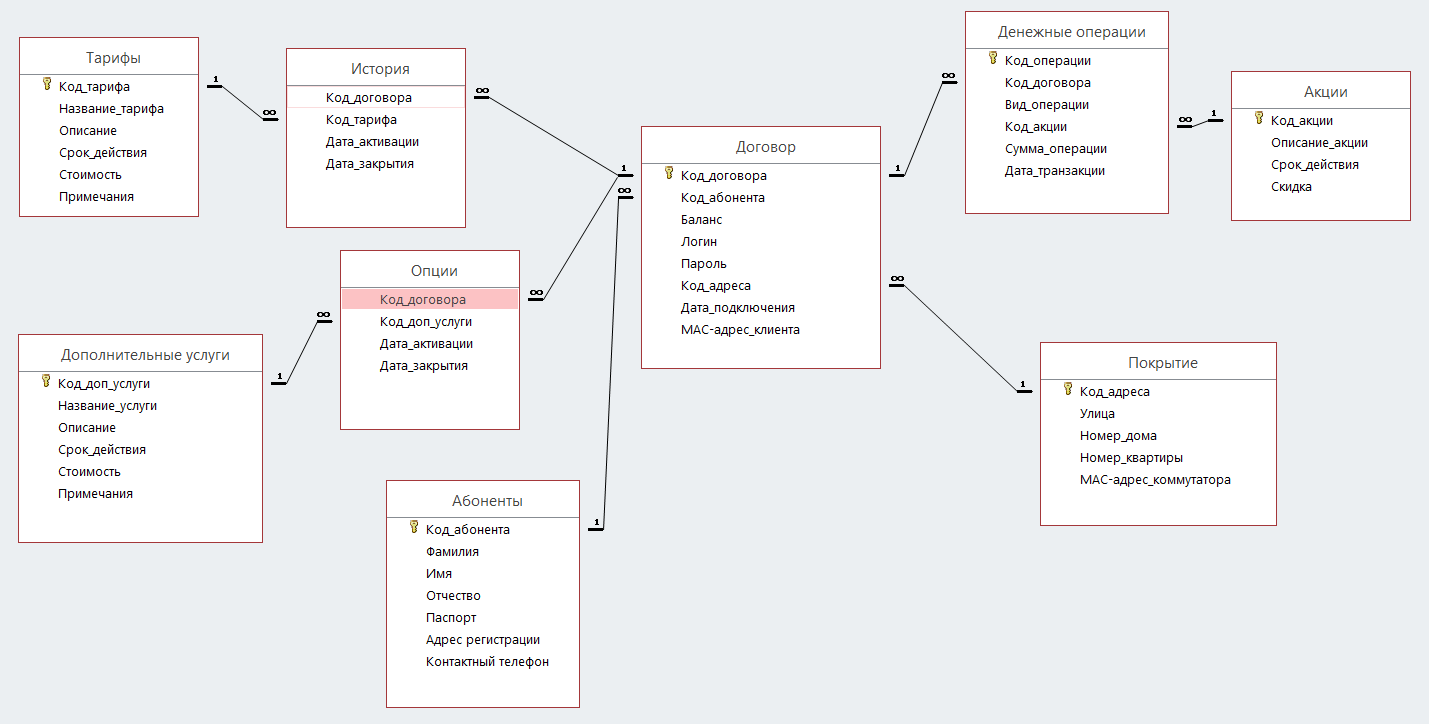 Тарифы
Код_тарифа
Название_тарифа
Описание
Срок_действия
Стоимость
Примечания
1
∞
История
Код_договора
Код_тарифа
Дата_активации
Дата_закрытия
∞
1
Договор
Код_договора
Код_абонента
Баланс
Логин
Пароль
Код_адреса
Дата_подключения
MAC-адрес_клиента
∞
1
∞
Денежные операции
Код_операции
Код_договора
Вид_операции
Код_акции
Сумма_операции
Дата_транзакции
∞
1
Акции
Код_акции
Описание_акции
Срок_действия
Скидка
Опции
Код_договора
Код_доп_услуги
Дата_активации
Дата_закрытия
∞
∞
1
Дополнительные услуги
Код_доп_услуги
Название_услуги
Описание
Срок_действия
Стоимость
Примечания
∞
1
Покрытие
Код_адреса
Улица
Номер_дома
Номер_квартиры
MAC-адрес_коммутатора
Абоненты
Код_абонента
Фамилия
Имя
Отчество
Паспорт
Адрес регистрации
Контактный телефон
1